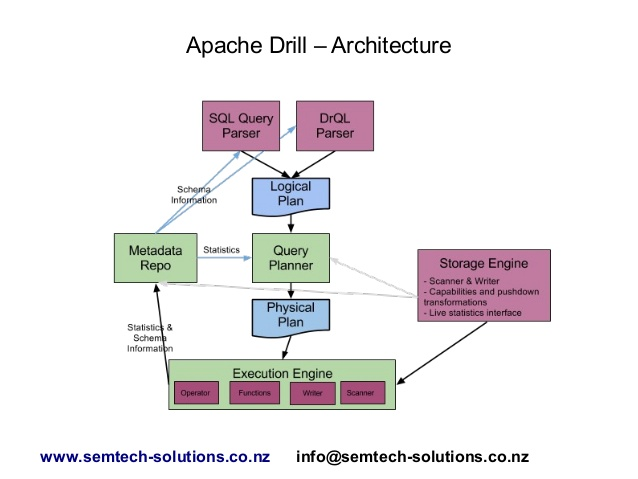 Apache Drill – Architecture
SQL Query
Parser
DrQL
Parser
Schema
Information
Logical
Plan
Metadata
Repo
Statistics
Query
Planner
Storage Engine
- Scanner & Writer
- Capabilities and pushdown
transformations
- Live statistics interface
Physical
Plan
Statistics &
Schema
Information
Execution Engine
Operator
Functions
Writer
Scanner
www.semtech-solutions.co.nz
info@semtech-solutions.co.nz